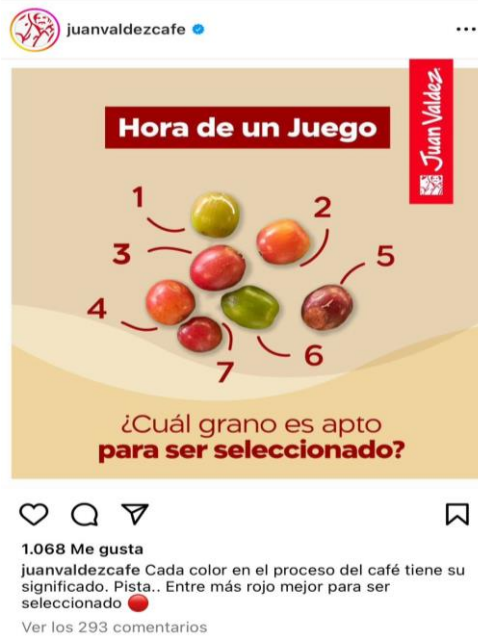 juanvaldezcafe
Juan Valdez
Hora de un Juego
1
2
3
5
4
6
7
¿Cuál grano es apto
para ser seleccionado?
1.068 Me gusta
juanvaldezcafe Cada color en el proceso del café tiene su
significado. Pista.. Entre más rojo mejor para ser
seleccionado 🔴
Ver los 293 comentarios